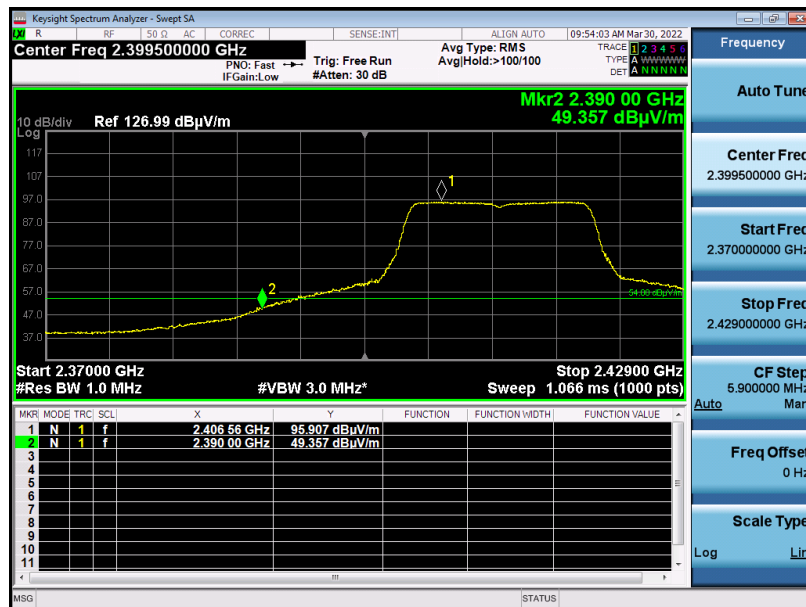 Keysight Spectrum Analyzer - Swept SA
LXI R RF 50 Ω AC CORREC SENSE:INT ALIGN AUTO 09:54:03 AM Mar 30, 2022
Center Freq 2.399500000 GHz
PNO: Fast
IFGain:Low
Trig: Free Run
#Atten: 30 dB
Avg Type: RMS
Avg|Hold:>100/100
TRACE 1 2 3 4 5 6
TYPE A WWWWW
DET A N N N N N
Mkr2 2.390 00 GHz
49.357 dBµV/m
10 dB/div Ref 126.99 dBµV/m
Log
117
107
97.0
87.0
77.0
67.0
57.0
47.0
37.0
1
2
54.00 dBµV/m
Start 2.37000 GHz Stop 2.42900 GHz
#Res BW 1.0 MHz #VBW 3.0 MHz* Sweep 1.066 ms (1000 pts)
MKR MODE TRC SCL X Y FUNCTION FUNCTION WIDTH FUNCTION VALUE
1 N 1 f 2.406 56 GHz 95.907 dBµV/m
2 N 1 f 2.390 00 GHz 49.357 dBµV/m
3
4
5
6
7
8
9
10
11
MSG STATUS
Frequency
Auto Tune
Center Freq
2.399500000 GHz
Start Freq
2.370000000 GHz
Stop Freq
2.429000000 GHz
CF Step
5.900000 MHz
Auto Man
Freq Offset
0 Hz
Scale Type
Log Lin